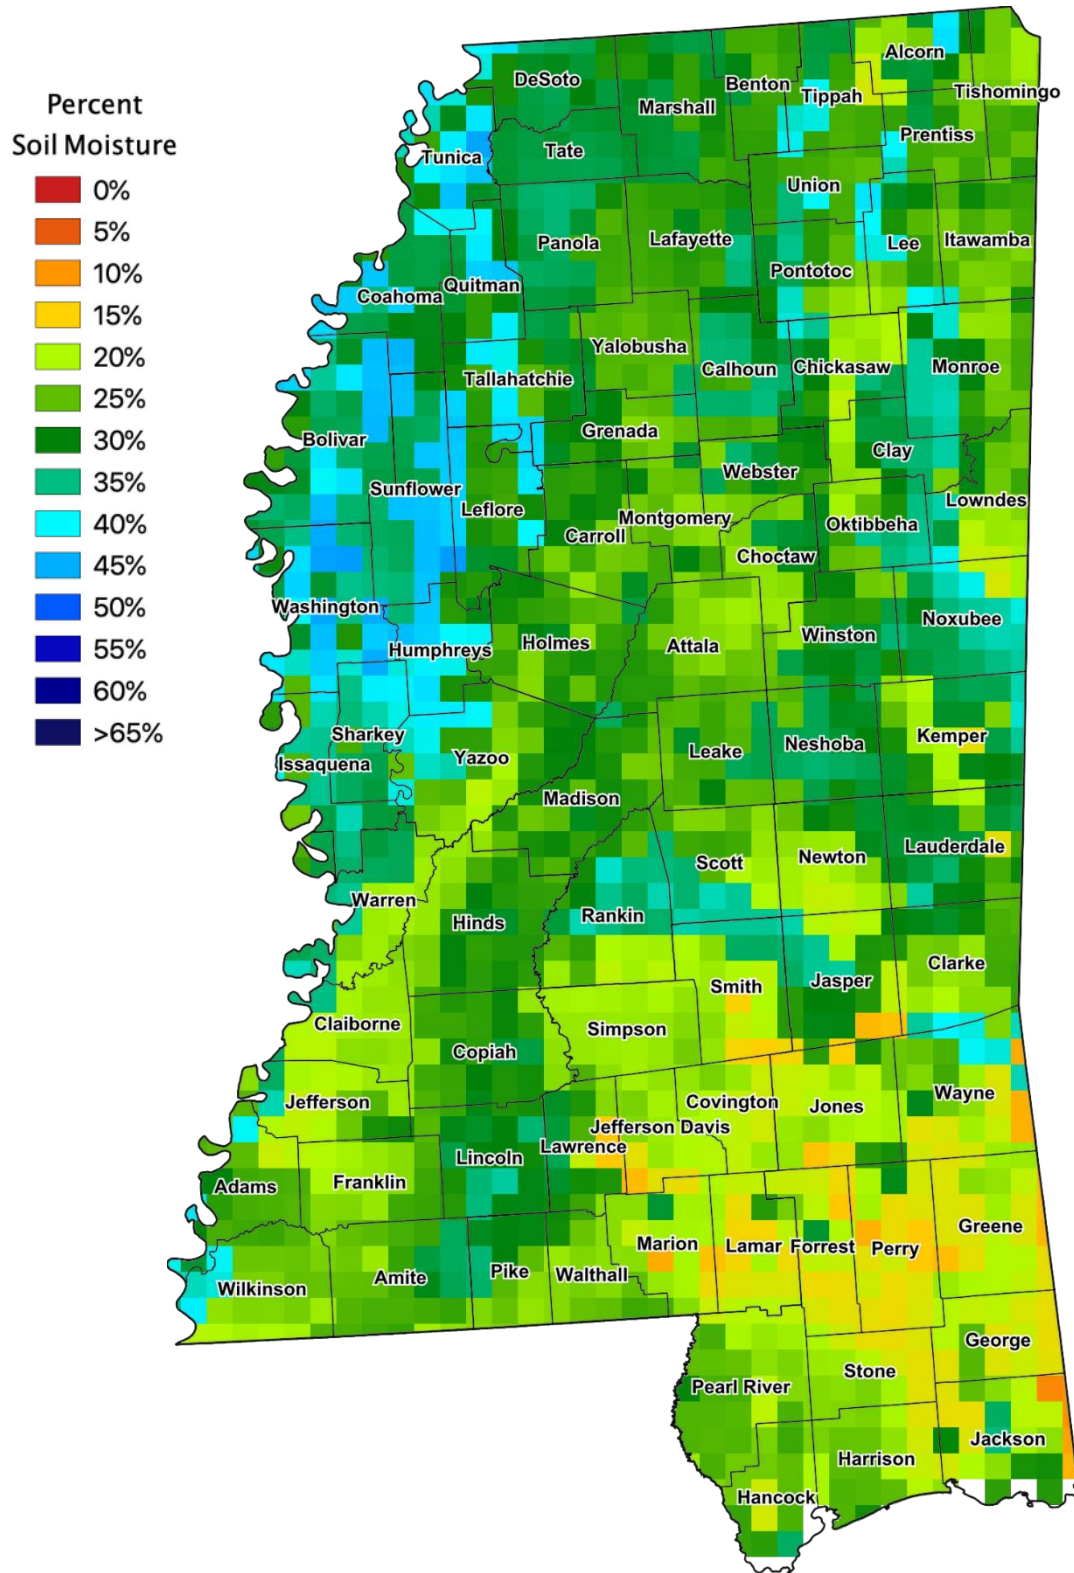 Percent
Soil Moisture
0%
5%
10%
15%
20%
25%
30%
35%
40%
45%
50%
55%
60%
>65%
Alcorn
DeSoto
Benton
Tippah
Tishomingo
Marshall
Prentiss
Tunica
Tate
Union
Panola
Lafayette
Lee
Itawamba
Pontotoc
Quitman
Coahoma
Yalobusha
Calhoun
Chickasaw
Monroe
Tallahatchie
Grenada
Bolivar
Clay
Webster
Sunflower
Lowndes
Leflore
Montgomery
Oktibbeha
Carroll
Choctaw
Washington
Noxubee
Winston
Holmes
Attala
Humphreys
Sharkey
Kemper
Leake
Neshoba
Yazoo
Issaquena
Madison
Lauderdale
Scott
Newton
Warren
Rankin
Hinds
Clarke
Smith
Jasper
Claiborne
Simpson
Copiah
Wayne
Jefferson
Covington
Jones
Jefferson Davis
Lawrence
Lincoln
Adams
Franklin
Greene
Marion
Lamar
Forrest
Perry
Pike
Walthall
Amite
Wilkinson
George
Stone
Pearl River
Jackson
Harrison
Hancock